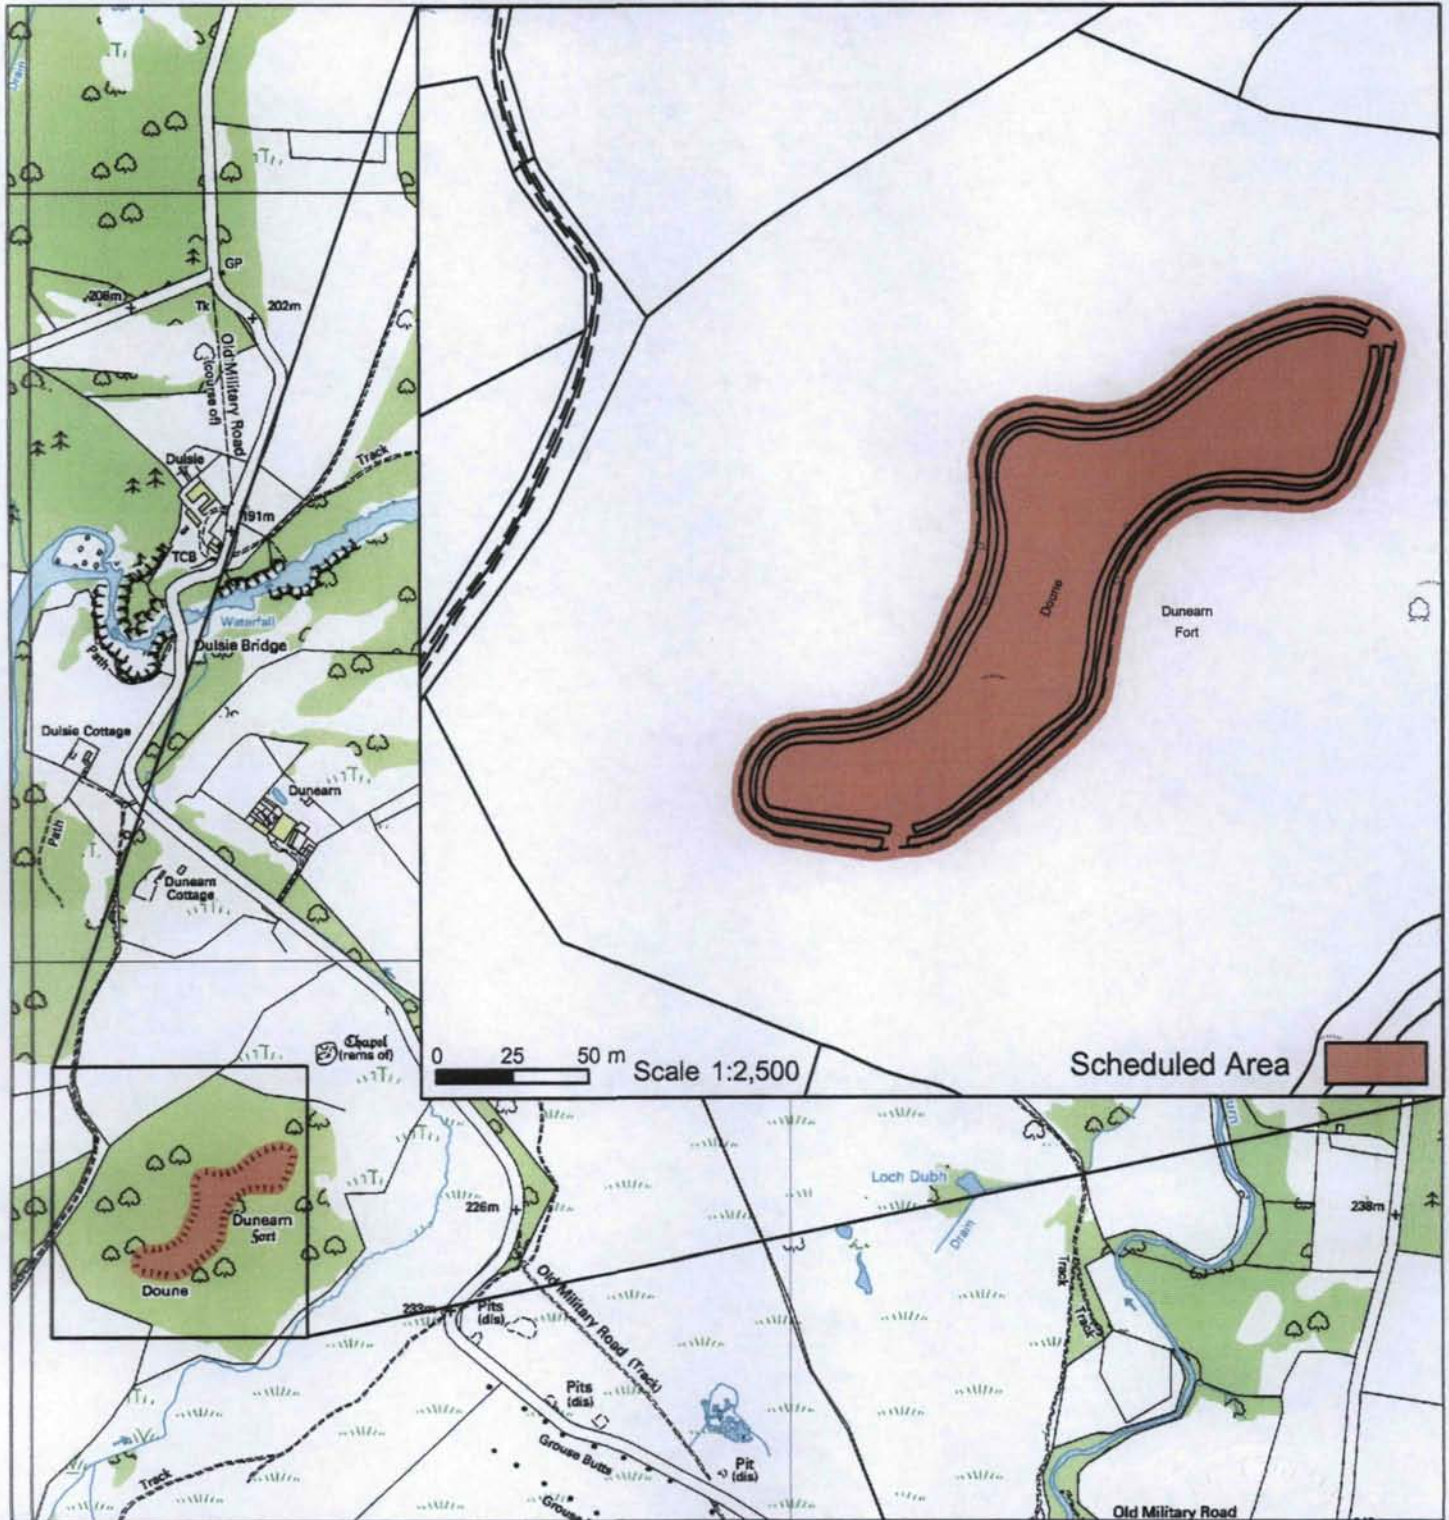 Drain
GP
208m
Tk
202m
Old Military Road
(course of)
Track
Dulsie
191m
TCB
Waterfall
Dulsie Bridge
Path
Dulsie Cottage
Dunearn
Path
Dunearn
Cottage
Chapel
(rems of)
Dunearn
Fort
Doune
Doune
Dunearn
Fort
0 25 50 m
Scale 1:2,500
Scheduled Area
226m
233m
Pits
(dis)
Old Military Road (Track)
Pits
(dis)
Grouse Butts
Pit
(dis)
Track
Loch Dubh
Drain
Track
Track
238m
Old Military Road